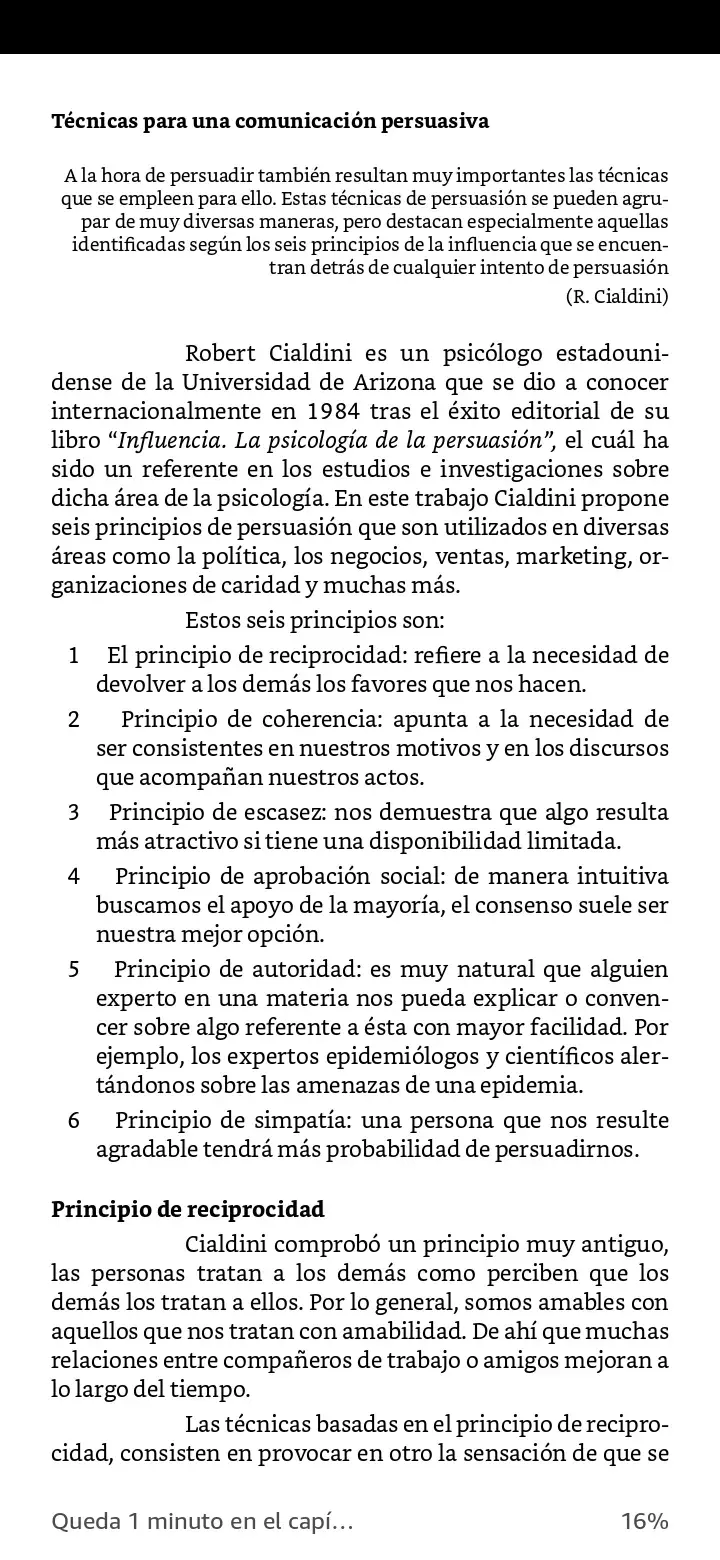 Técnicas para una comunicación persuasiva
A la hora de persuadir también resultan muy importantes las técnicas
que se empleen para ello. Estas técnicas de persuasión se pueden agru-
par de muy diversas maneras, pero destacan especialmente aquellas
identificadas según los seis principios de la influencia que se encuen-
tran detrás de cualquier intento de persuasión
(R. Cialdini)
Robert Cialdini es un psicólogo estadouni-
dense de la Universidad de Arizona que se dio a conocer
internacionalmente en 1984 tras el éxito editorial de su
libro “Influencia. La psicología de la persuasión”, el cuál ha
sido un referente en los estudios e investigaciones sobre
dicha área de la psicología. En este trabajo Cialdini propone
seis principios de persuasión que son utilizados en diversas
áreas como la política, los negocios, ventas, marketing, or-
ganizaciones de caridad y muchas más.
Estos seis principios son:
1 El principio de reciprocidad: refiere a la necesidad de
devolver a los demás los favores que nos hacen.
2 Principio de coherencia: apunta a la necesidad de
ser consistentes en nuestros motivos y en los discursos
que acompañan nuestros actos.
3 Principio de escasez: nos demuestra que algo resulta
más atractivo si tiene una disponibilidad limitada.
4 Principio de aprobación social: de manera intuitiva
buscamos el apoyo de la mayoría, el consenso suele ser
nuestra mejor opción.
5 Principio de autoridad: es muy natural que alguien
experto en una materia nos pueda explicar o conven-
cer sobre algo referente a ésta con mayor facilidad. Por
ejemplo, los expertos epidemiólogos y científicos aler-
tándonos sobre las amenazas de una epidemia.
6 Principio de simpatía: una persona que nos resulte
agradable tendrá más probabilidad de persuadirnos.
Principio de reciprocidad
Cialdini comprobó un principio muy antiguo,
las personas tratan a los demás como perciben que los
demás los tratan a ellos. Por lo general, somos amables con
aquellos que nos tratan con amabilidad. De ahí que muchas
relaciones entre compañeros de trabajo o amigos mejoran a
lo largo del tiempo.
Las técnicas basadas en el principio de recipro-
cidad, consisten en provocar en otro la sensación de que se
Queda 1 minuto en el capí… 16%